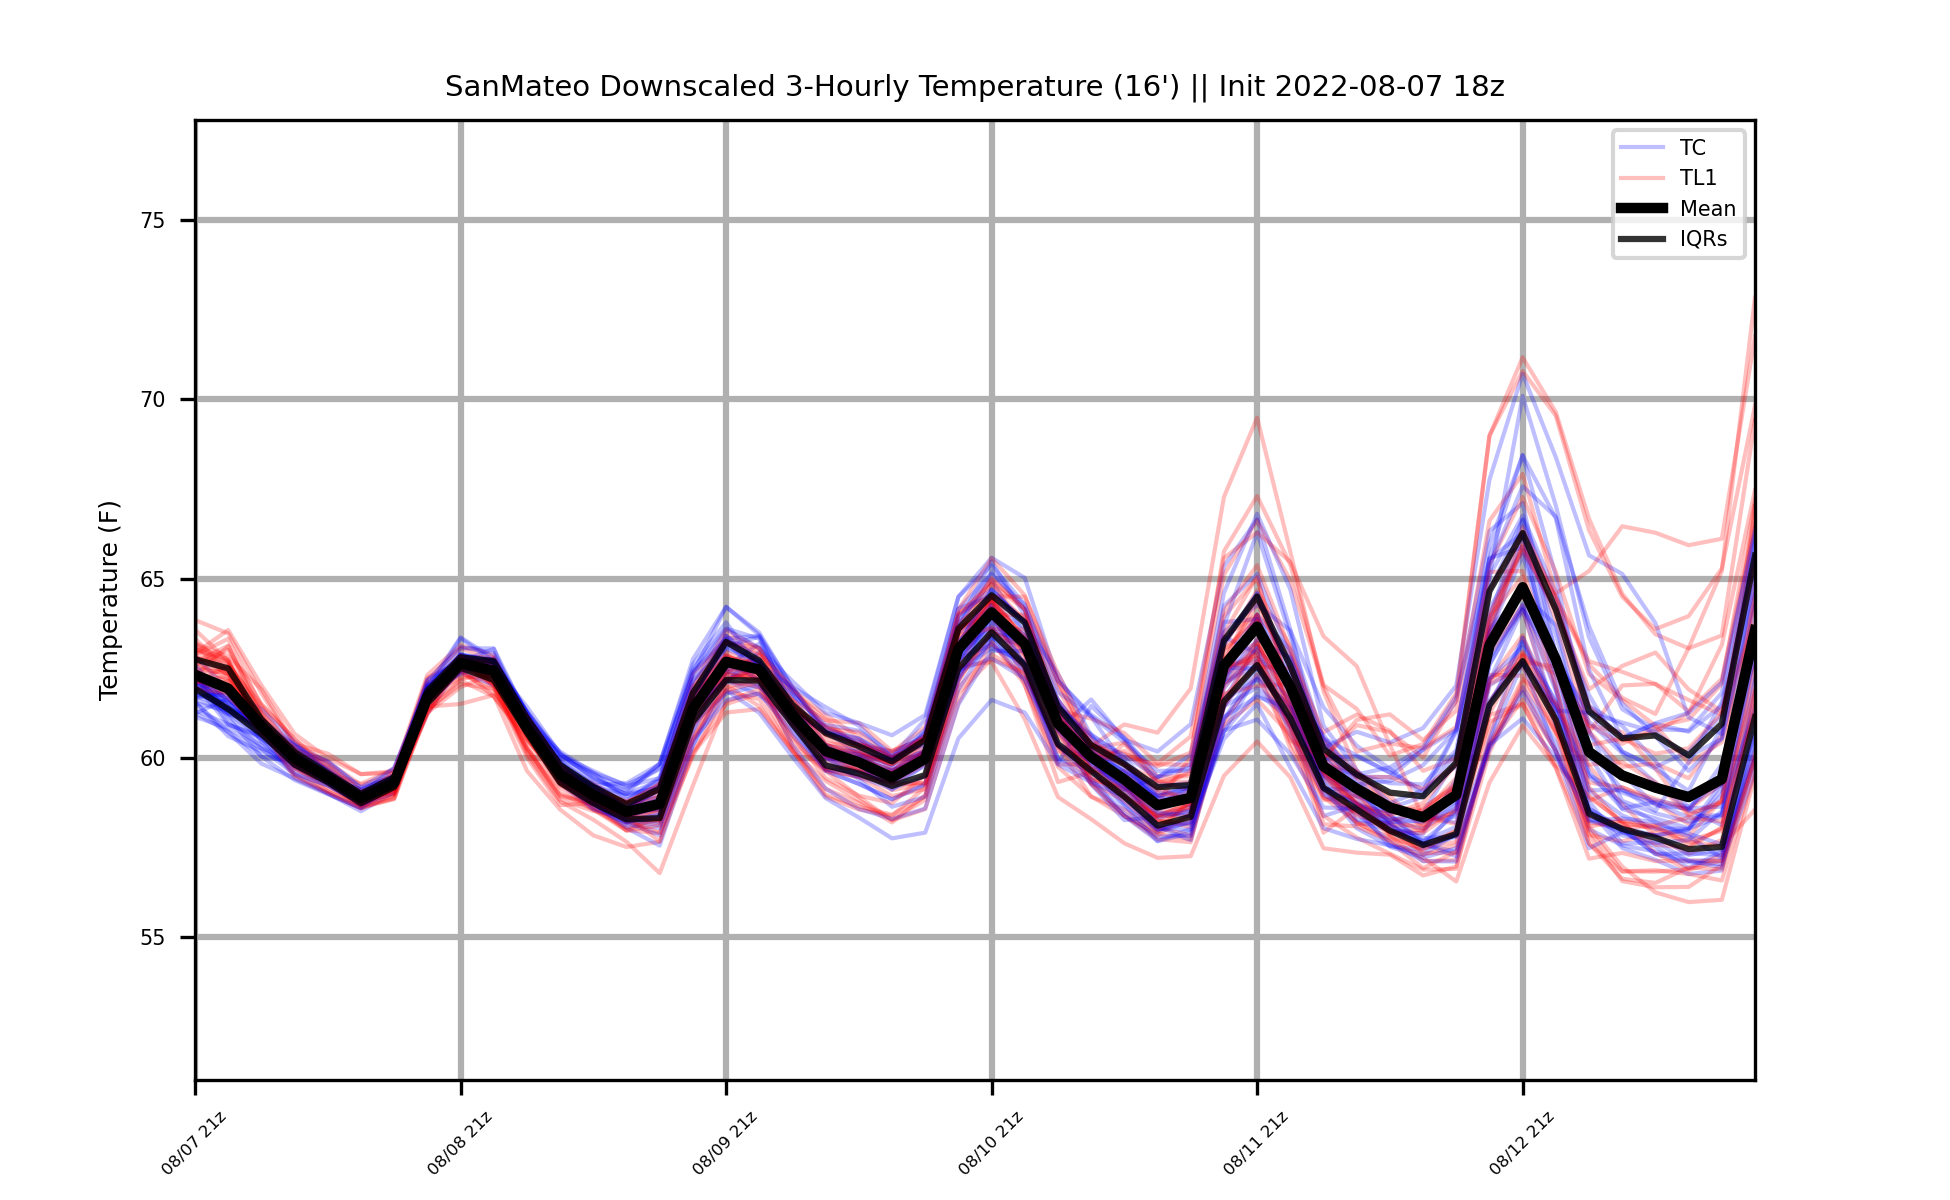 SanMateo Downscaled 3-Hourly Temperature (16') || Init 2022-08-07 18z
TC
TL1
Mean
IQRs
Temperature (F)
75
70
65
60
55
08/07 21z
08/08 21z
08/09 21z
08/10 21z
08/11 21z
08/12 21z